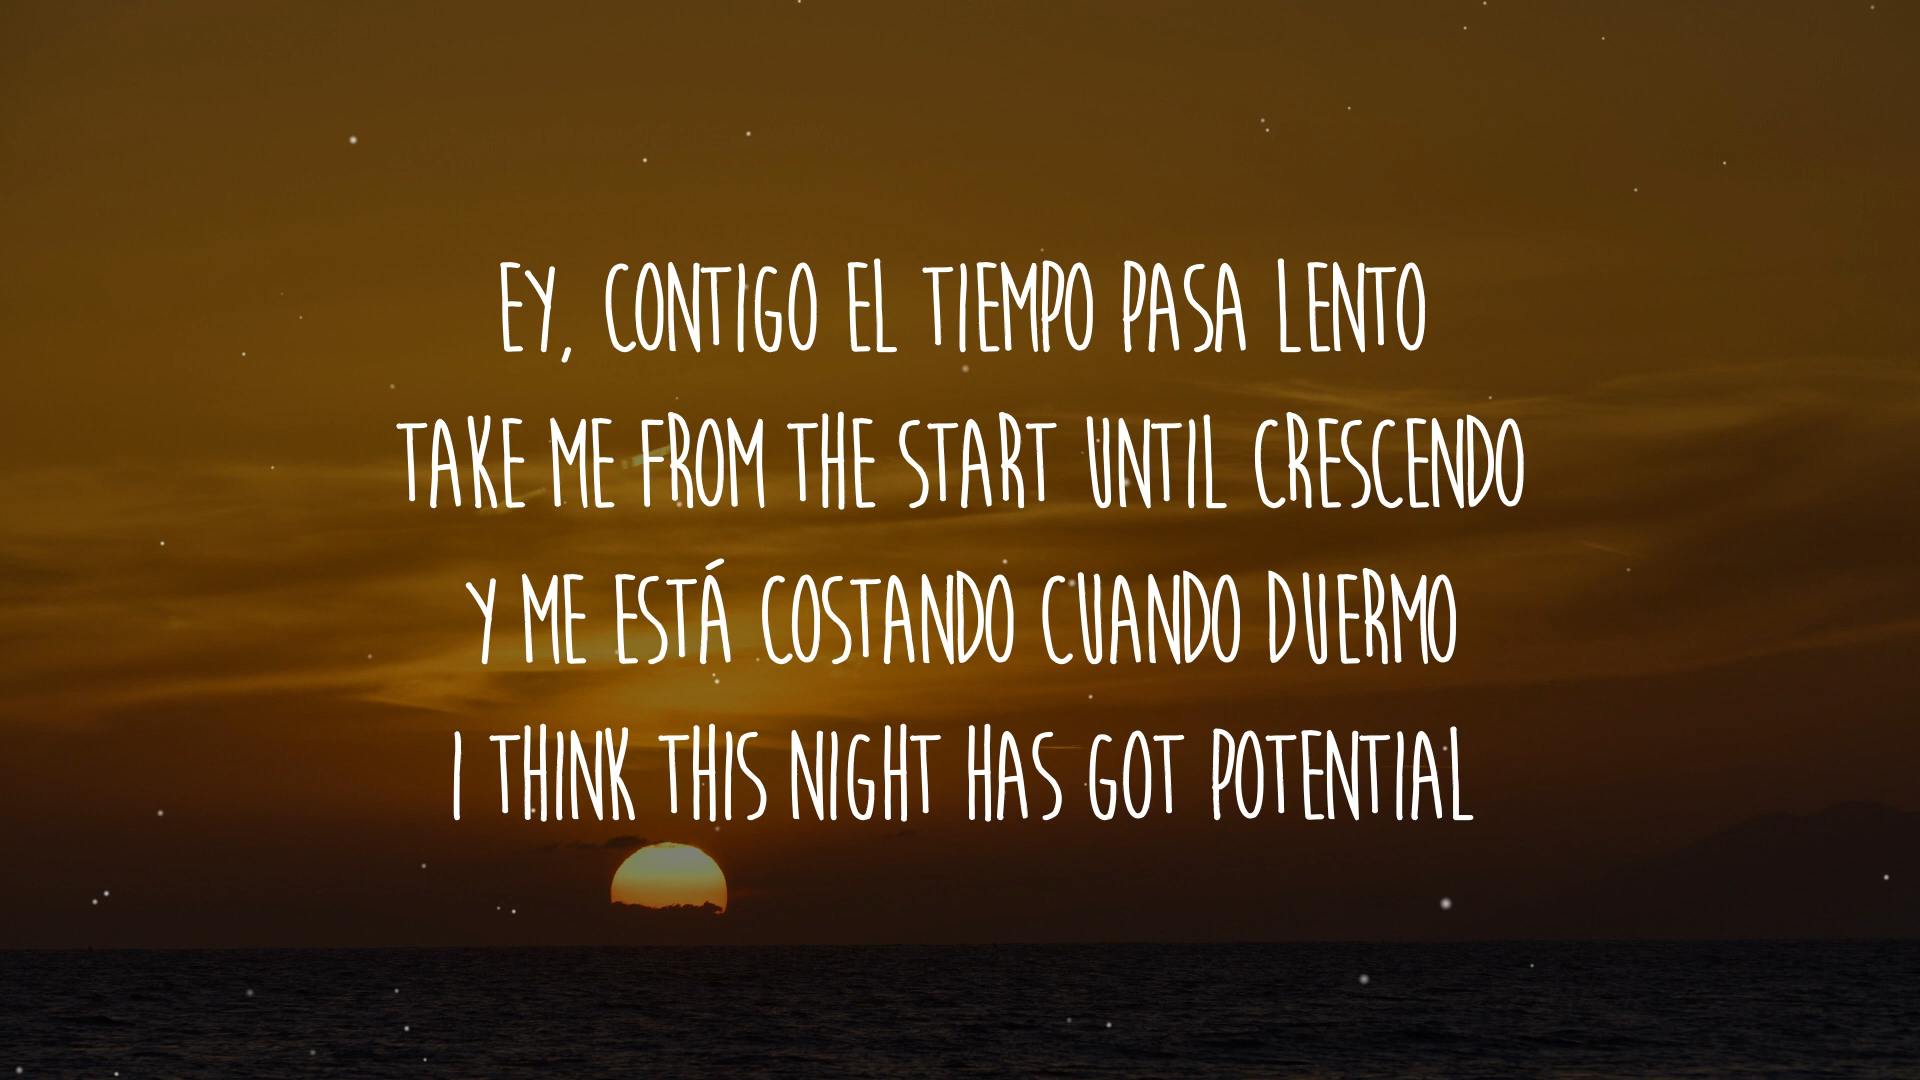 EY, CONTIGO EL TIEMPO PASA LENTO
TAKE ME FROM THE START UNTIL CRESCENDO
Y ME ESTÁ COSTANDO CUANDO DUERMO
I THINK THIS NIGHT HAS GOT POTENTIAL